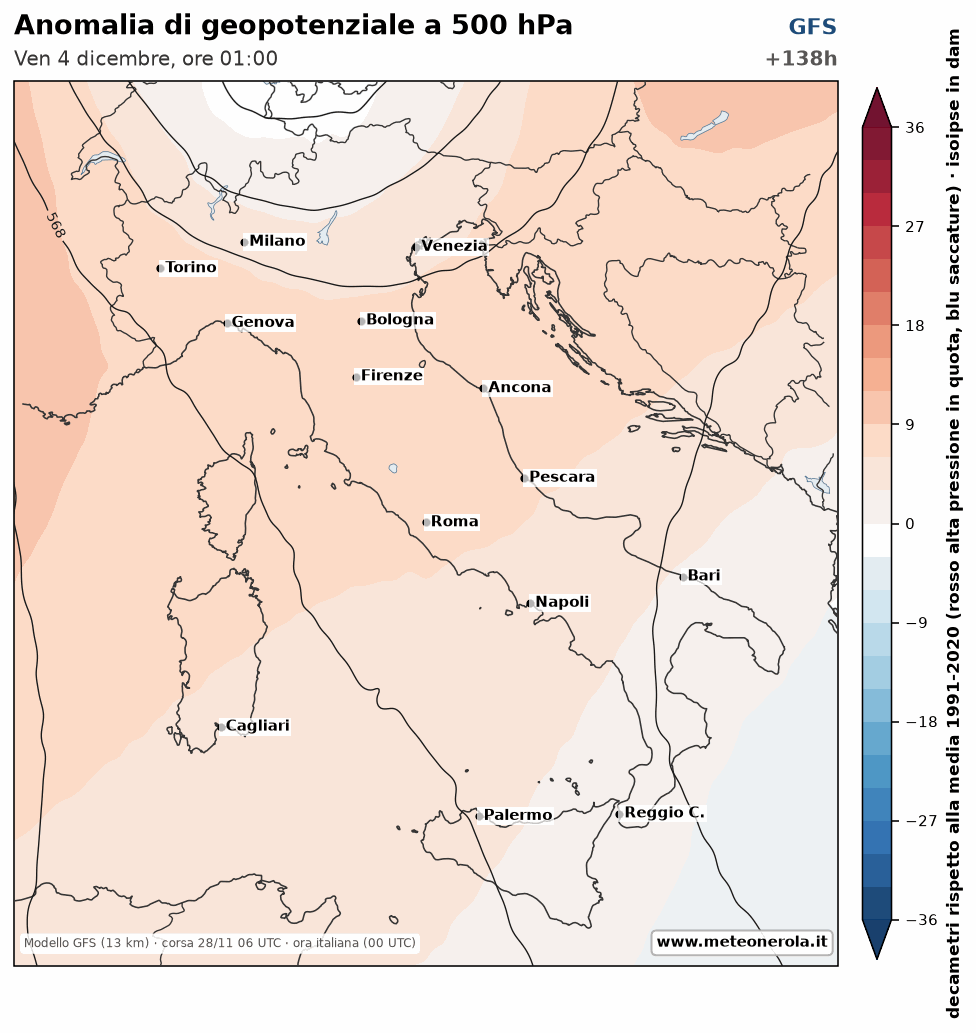 Anomalia di geopotenziale a 500 hPa
GFS
Ven 4 dicembre, ore 01:00
+138h
568
Milano
Venezia
Torino
Genova
Bologna
Firenze
Ancona
Pescara
Roma
Bari
Napoli
Cagliari
Palermo
Reggio C.
Modello GFS (13 km) · corsa 28/11 06 UTC · ora italiana (00 UTC)
www.meteonerola.it
36
27
18
9
0
−9
−18
−27
−36
decametri rispetto alla media 1991-2020 (rosso alta pressione in quota, blu saccature) · isoipse in dam